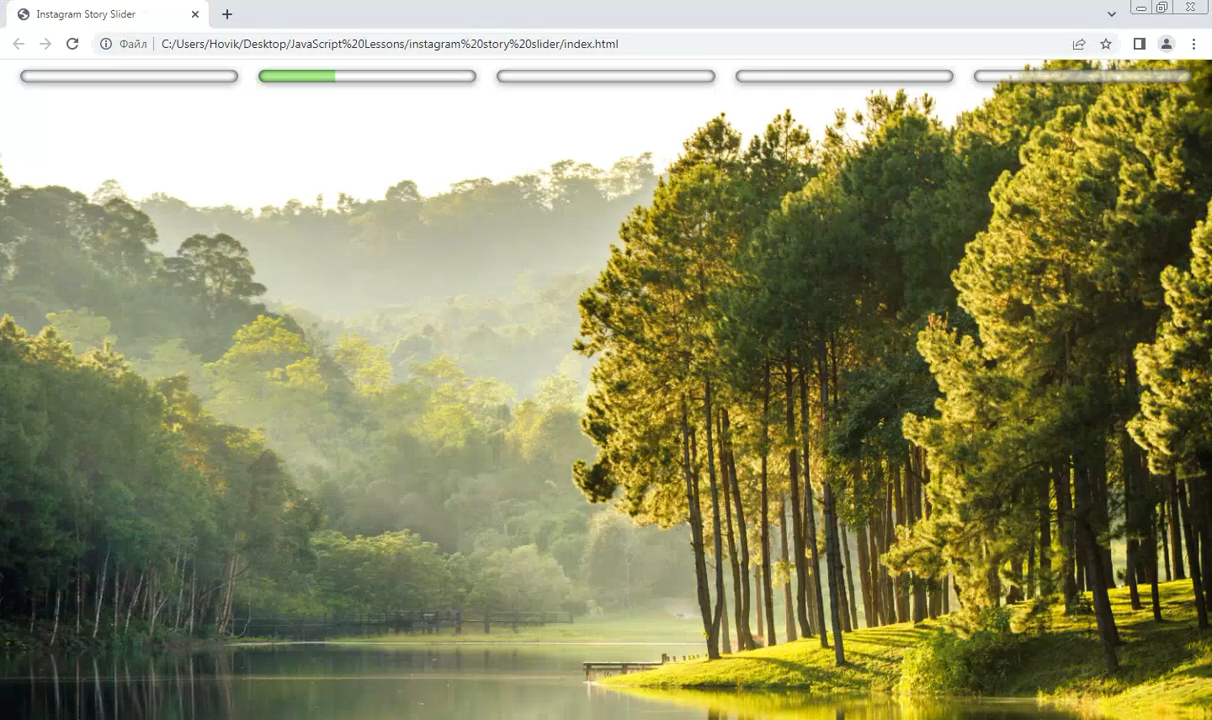 Instagram Story Slider
Файл
C:/Users/Hovik/Desktop/JavaScript%20Lessons/instagram%20story%20slider/index.html